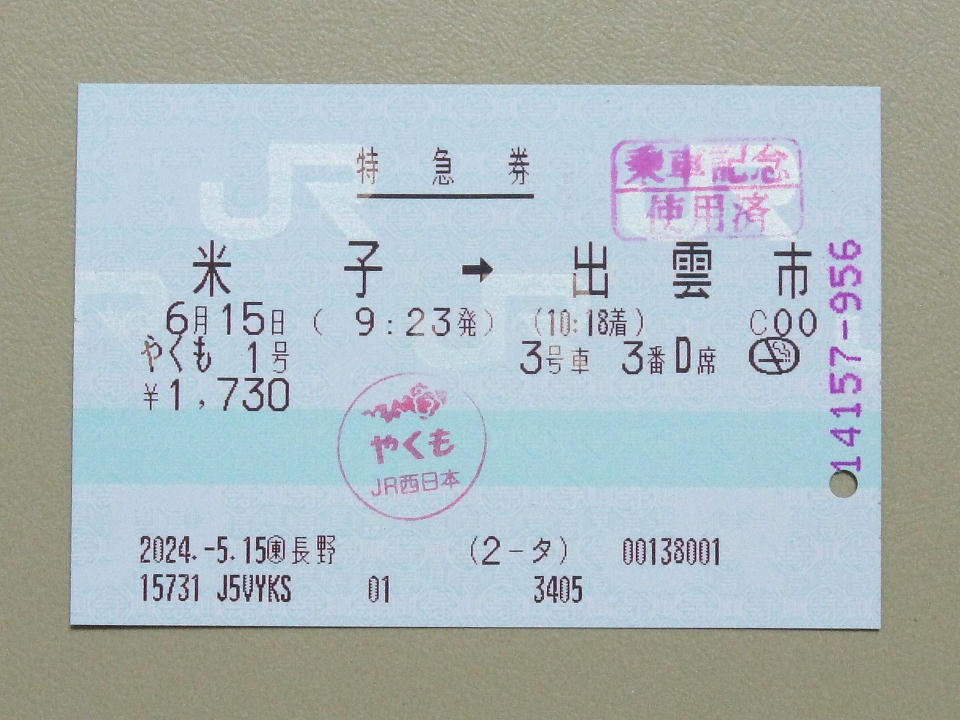 特急券
乗車記念
使用済
米子 ➡ 出雲市
6月15日 ( 9:23発) (10:18着) C00
やくも 1号 3号車 3番D席
¥1,730
やくも
JR西日本
2024.-5.15㋪長野 (2-タ) 00138001
15731 J5VYKS 01 3405
14157-956
JR